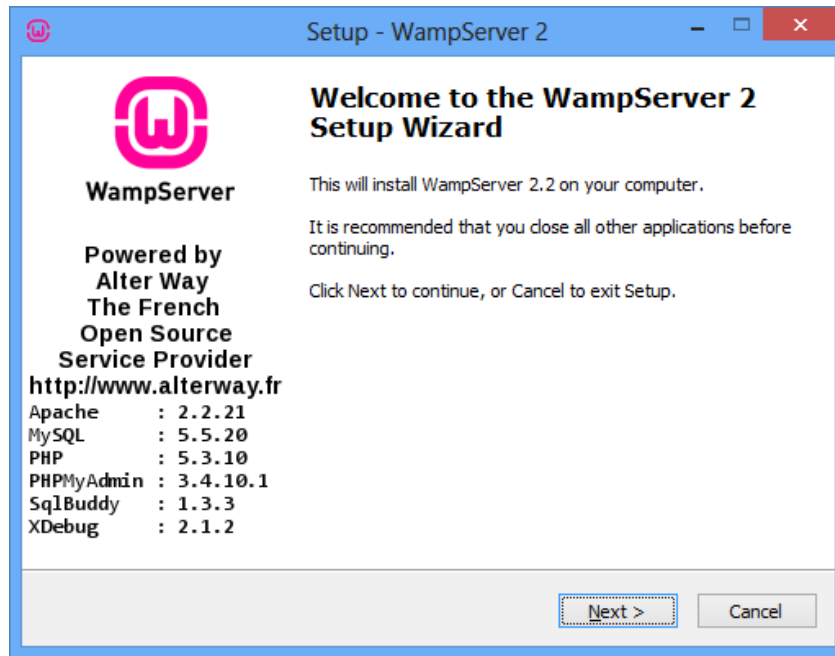 Setup - WampServer 2
WampServer
Powered by
Alter Way
The French
Open Source
Service Provider
http://www.alterway.fr
Apache : 2.2.21
MySQL : 5.5.20
PHP : 5.3.10
PHPMyAdmin : 3.4.10.1
SqlBuddy : 1.3.3
XDebug : 2.1.2
Welcome to the WampServer 2
Setup Wizard
This will install WampServer 2.2 on your computer.
It is recommended that you close all other applications before
continuing.
Click Next to continue, or Cancel to exit Setup.
Next >
Cancel